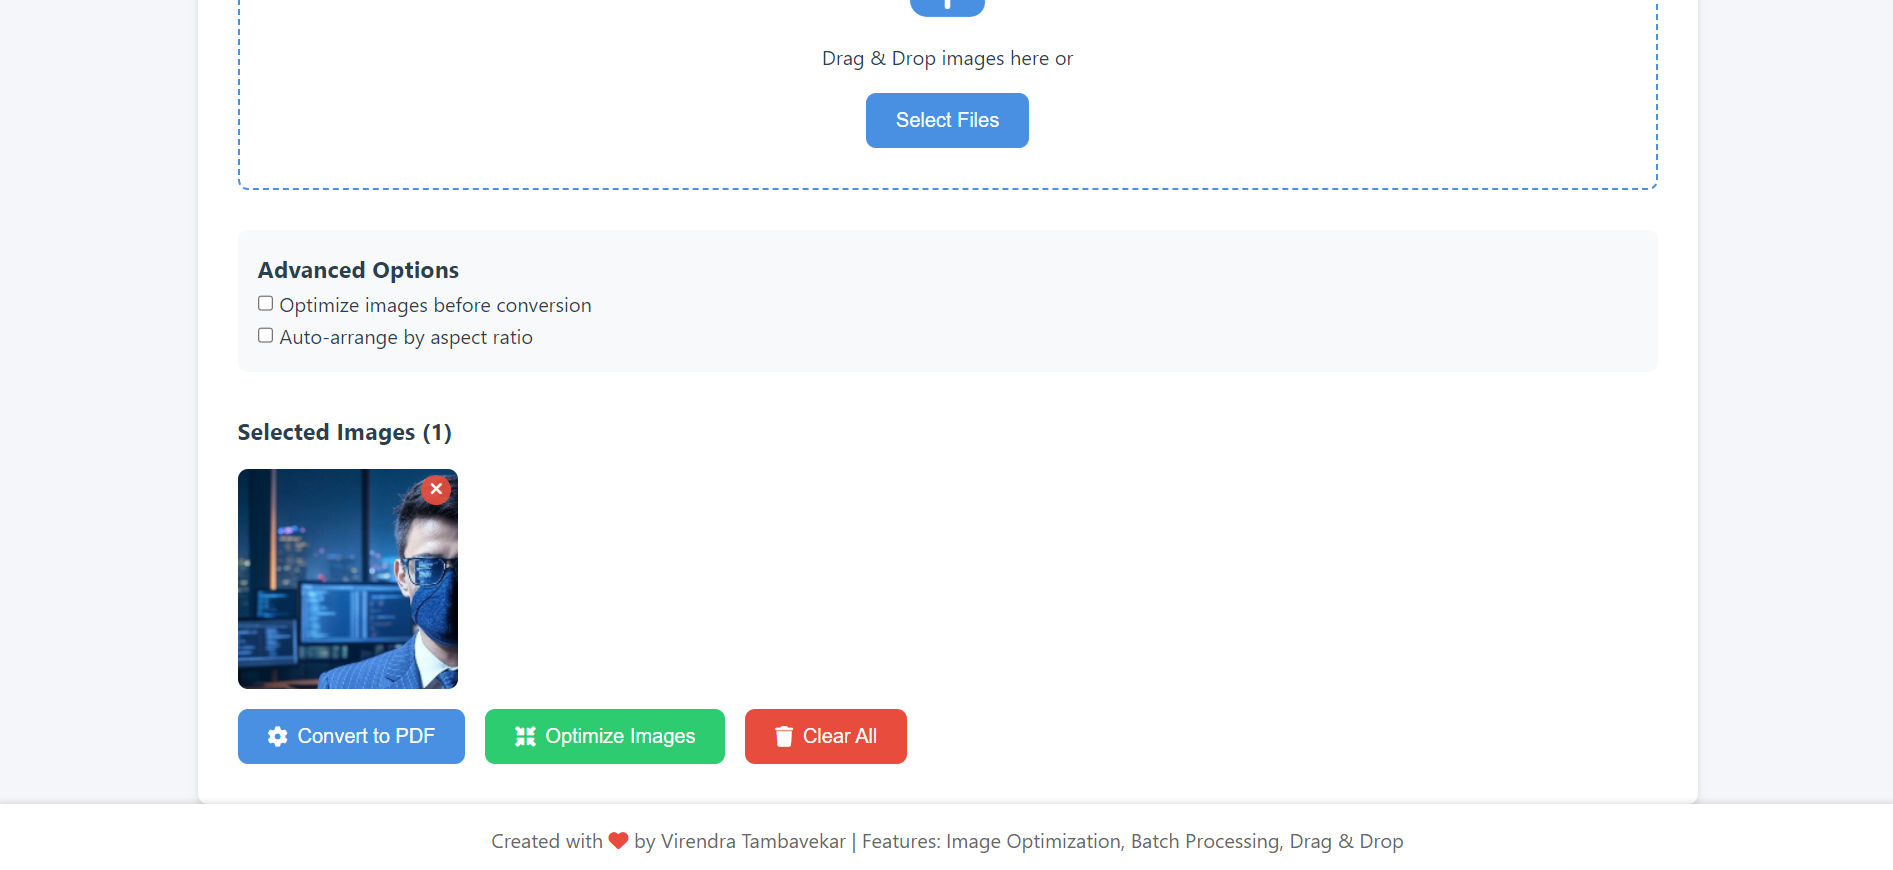 Drag & Drop images here or
Select Files
Advanced Options
Optimize images before conversion
Auto-arrange by aspect ratio
Selected Images (1)
Convert to PDF
Optimize Images
Clear All
Created with ❤ by Virendra Tambavekar | Features: Image Optimization, Batch Processing, Drag & Drop